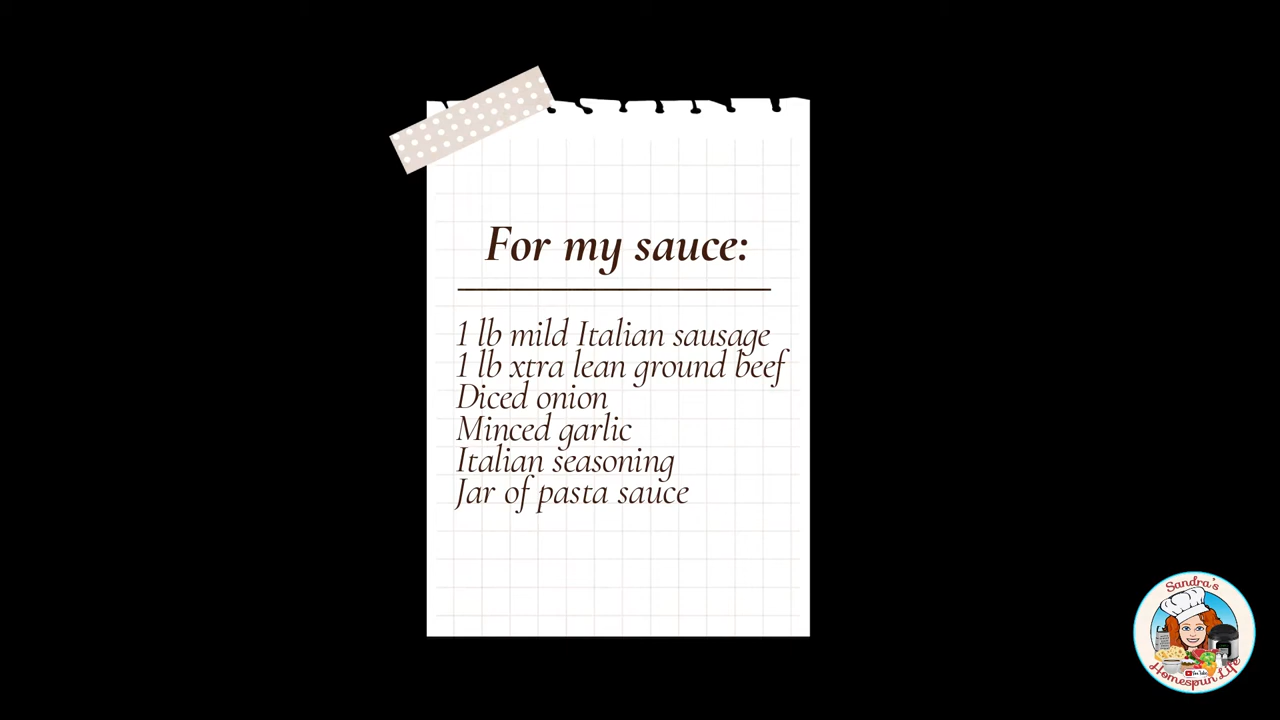 For my sauce:
1 lb mild Italian sausage
1 lb xtra lean ground beef
Diced onion
Minced garlic
Italian seasoning
Jar of pasta sauce
Sandra's
Homespun Life
YouTube